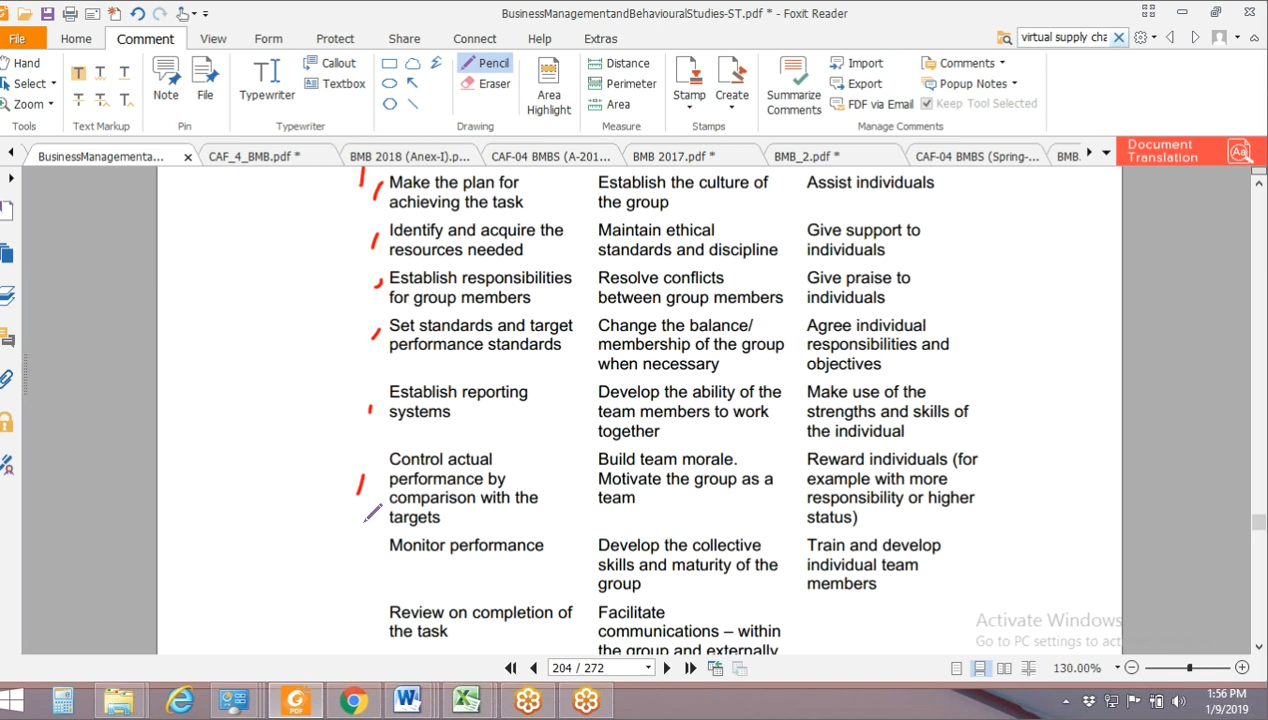 BusinessManagementandBehaviouralStudies-ST.pdf * - Foxit Reader
File Home Comment View Form Protect Share Connect Help Extras
virtual supply cha
Hand
Select
Zoom
Note
File
Typewriter
Callout
Textbox
Pencil
Eraser
Area
Highlight
Distance
Perimeter
Area
Stamp
Create
Summarize
Comments
Import
Export
FDF via Email
Comments
Popup Notes
Keep Tool Selected
Tools Text Markup Pin Typewriter Drawing Measure Stamps Manage Comments
BusinessManagementa... CAF_4_BMB.pdf * BMB 2018 (Anex-I).p... CAF-04 BMBS (A-201... BMB 2017.pdf * BMB_2.pdf * CAF-04 BMBS (Spring-... BMB.
Document
Translation
Make the plan for
achieving the task
Establish the culture of
the group
Assist individuals
Identify and acquire the
resources needed
Maintain ethical
standards and discipline
Give support to
individuals
Establish responsibilities
for group members
Resolve conflicts
between group members
Give praise to
individuals
Set standards and target
performance standards
Change the balance/
membership of the group
when necessary
Agree individual
responsibilities and
objectives
Establish reporting
systems
Develop the ability of the
team members to work
together
Make use of the
strengths and skills of
the individual
Control actual
performance by
comparison with the
targets
Build team morale.
Motivate the group as a
team
Reward individuals (for
example with more
responsibility or higher
status)
Monitor performance
Develop the collective
skills and maturity of the
group
Train and develop
individual team
members
Review on completion of
the task
Facilitate
communications – within
the group and externally
Activate Windows
Go to PC settings to act
204 / 272
130.00%
1:56 PM
1/9/2019